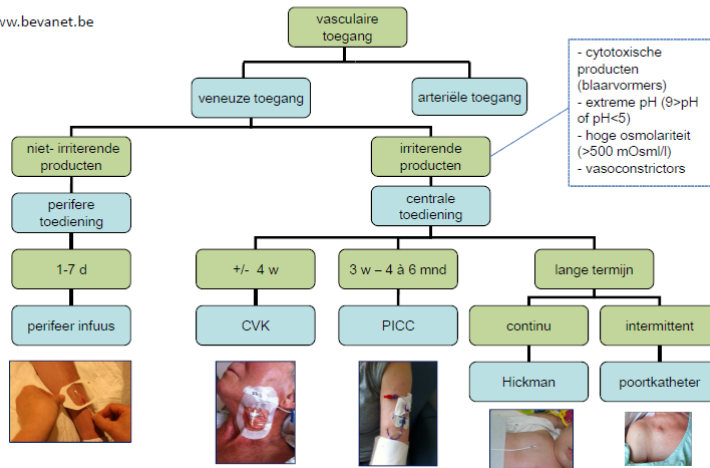 ww.bevanet.be
vasculaire
toegang
veneuze toegang
arteriële toegang
- cytotoxische
producten
(blaarvormers)
- extreme pH (9>pH
of pH<5)
- hoge osmolariteit
(>500 mOsml/l)
- vasoconstrictors
niet- irriterende
producten
irriterende
producten
perifere
toediening
centrale
toediening
1-7 d
+/- 4 w
3 w – 4 à 6 mnd
lange termijn
perifeer infuus
CVK
PICC
continu
intermittent
Hickman
poortkatheter